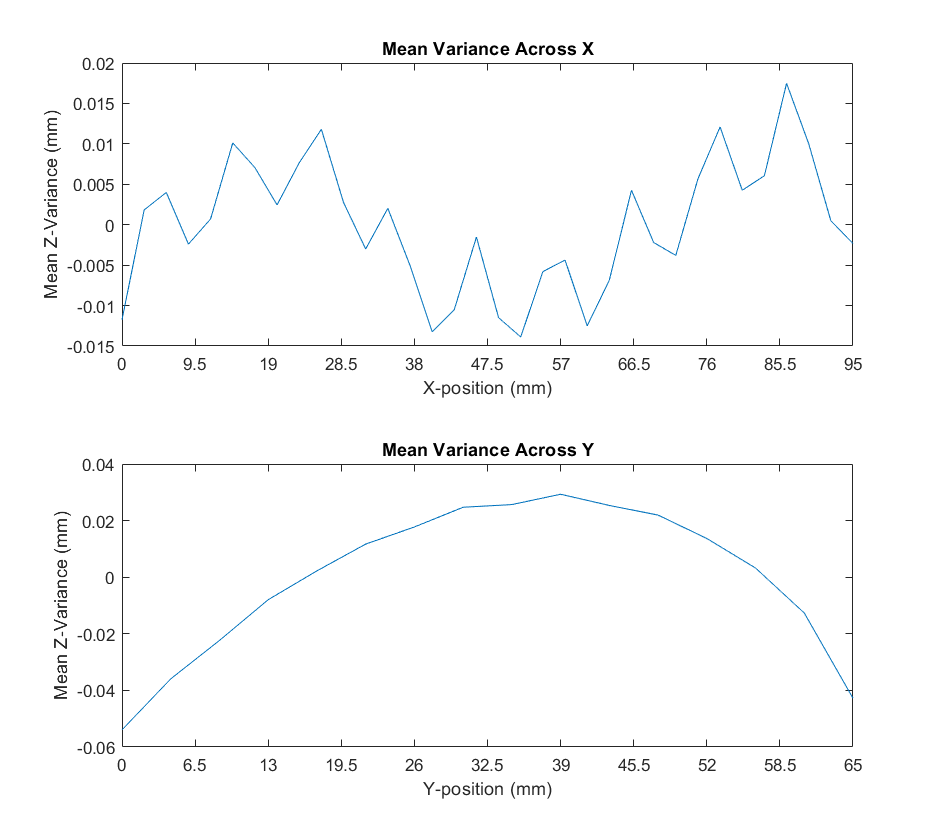 Mean Variance Across X
Mean Z-Variance (mm)
0.02
0.015
0.01
0.005
0
-0.005
-0.01
-0.015
0 9.5 19 28.5 38 47.5 57 66.5 76 85.5 95
X-position (mm)
Mean Variance Across Y
Mean Z-Variance (mm)
0.04
0.02
0
-0.02
-0.04
-0.06
0 6.5 13 19.5 26 32.5 39 45.5 52 58.5 65
Y-position (mm)